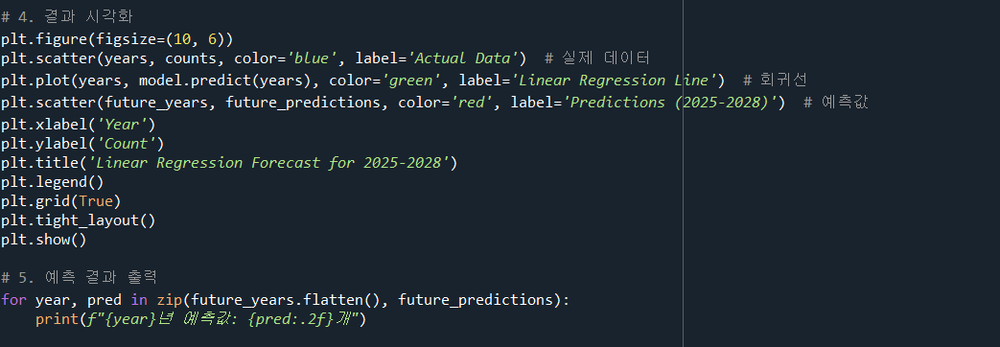 # 4. 결과 시각화
plt.figure(figsize=(10, 6))
plt.scatter(years, counts, color='blue', label='Actual Data')  # 실제 데이터
plt.plot(years, model.predict(years), color='green', label='Linear Regression Line')  # 회귀선
plt.scatter(future_years, future_predictions, color='red', label='Predictions (2025-2028)')  # 예측값
plt.xlabel('Year')
plt.ylabel('Count')
plt.title('Linear Regression Forecast for 2025-2028')
plt.legend()
plt.grid(True)
plt.tight_layout()
plt.show()
# 5. 예측 결과 출력
for year, pred in zip(future_years.flatten(), future_predictions):
    print(f"{year}년 예측값: {pred:.2f}개")